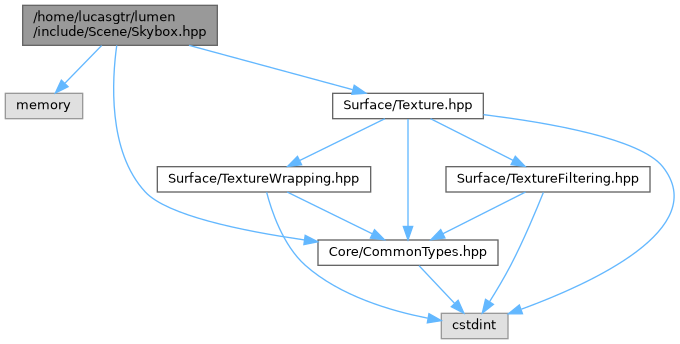 /home/lucasgtr/lumen
/include/Scene/Skybox.hpp
memory
Surface/Texture.hpp
Surface/TextureWrapping.hpp
Surface/TextureFiltering.hpp
Core/CommonTypes.hpp
cstdint